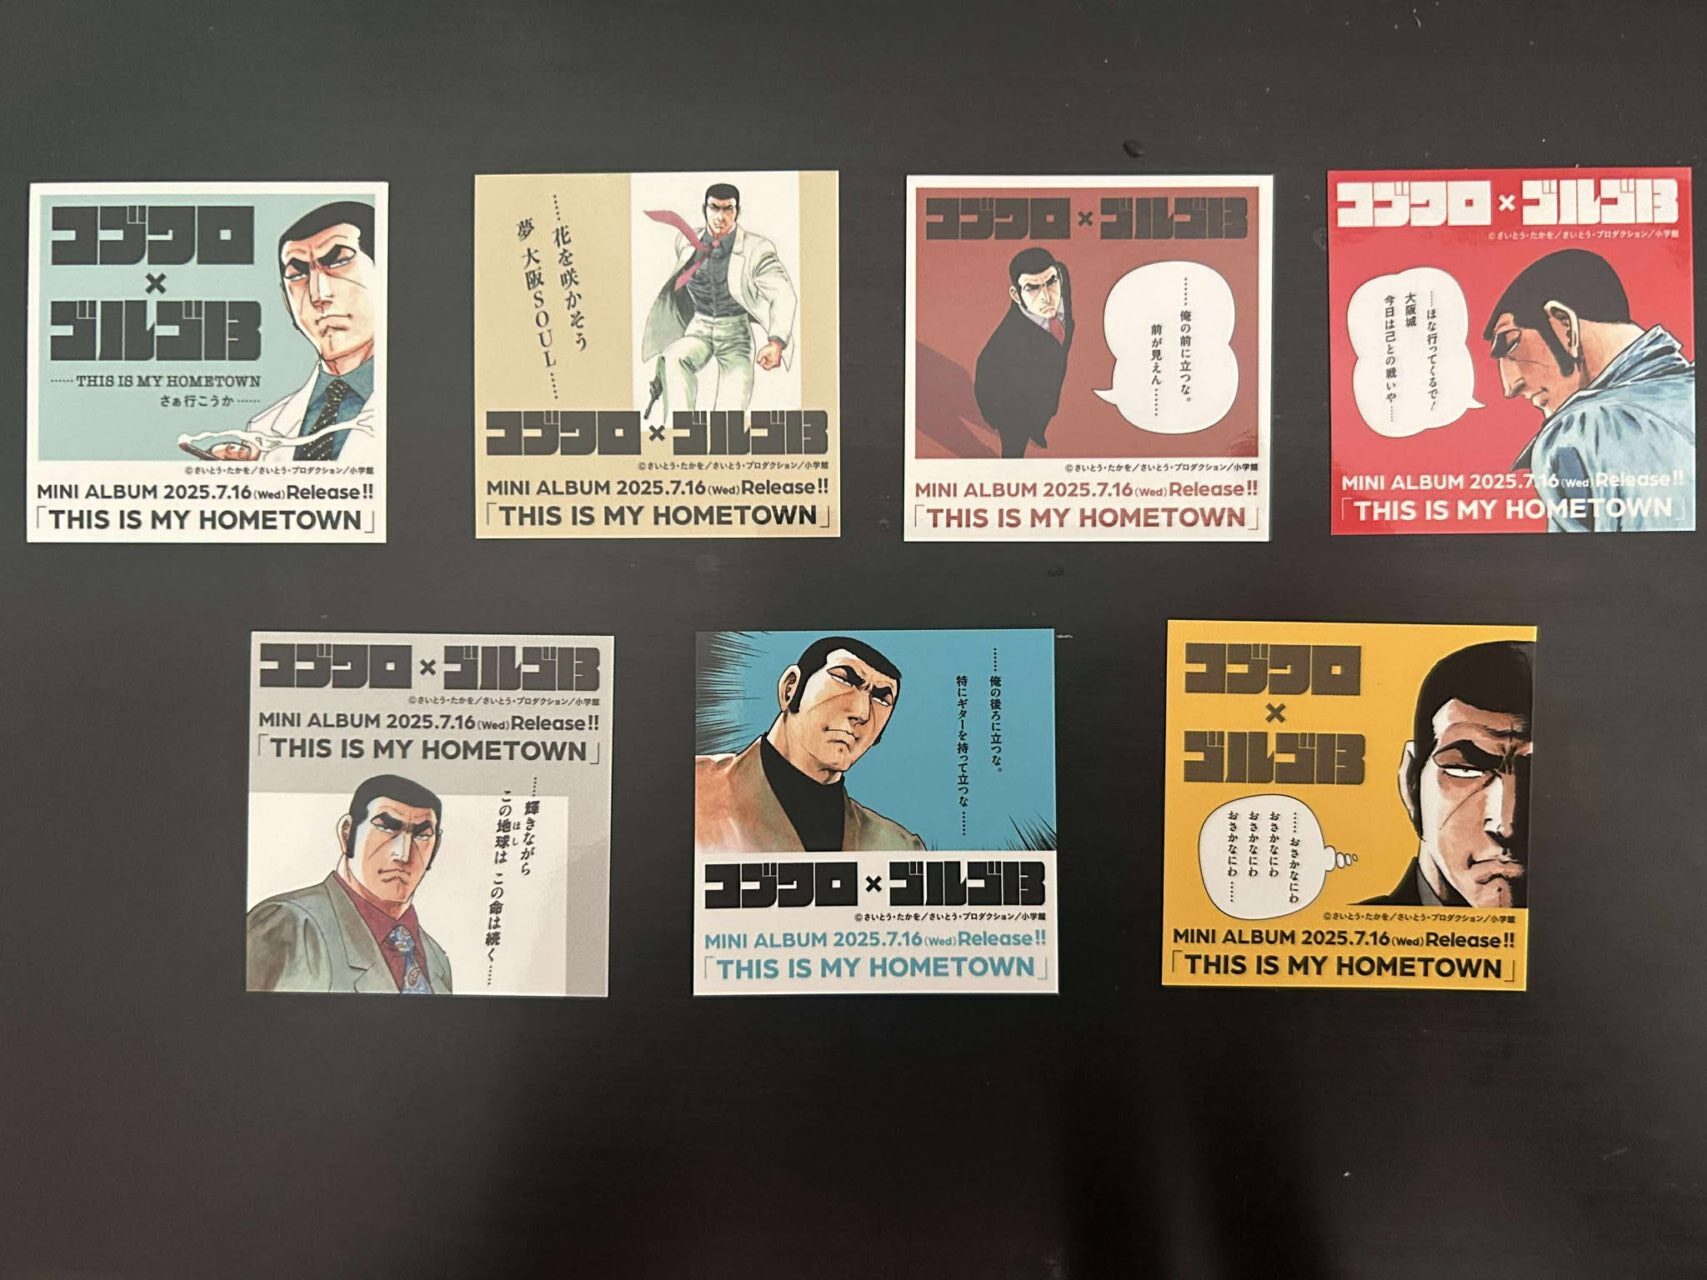 コブクロ
×
ゴルゴ13
……THIS IS MY HOMETOWN
さぁ行こうか……
©さいとう・たかを/さいとう・プロダクション/小学館
MINI ALBUM 2025.7.16(Wed)Release!!
「THIS IS MY HOMETOWN」
……花を咲かそう
夢 大阪SOUL……
コブクロ×ゴルゴ13
©さいとう・たかを/さいとう・プロダクション/小学館
MINI ALBUM 2025.7.16(Wed)Release!!
「THIS IS MY HOMETOWN」
コブクロ×ゴルゴ13
……俺の前に立つな。
前が見えん……
©さいとう・たかを/さいとう・プロダクション/小学館
MINI ALBUM 2025.7.16(Wed)Release!!
「THIS IS MY HOMETOWN」
コブクロ×ゴルゴ13
©さいとう・たかを/さいとう・プロダクション/小学館
……ほな行ってくるで!
大阪城
今日は己との戦いや……
MINI ALBUM 2025.7.16(Wed)Release!!
「THIS IS MY HOMETOWN」
コブクロ×ゴルゴ13
©さいとう・たかを/さいとう・プロダクション/小学館
MINI ALBUM 2025.7.16(Wed)Release!!
「THIS IS MY HOMETOWN」
……輝きながら
この地球は この命は続く……
ほし
……俺の後ろに立つな。
特にギターを持って立つな……
コブクロ×ゴルゴ13
©さいとう・たかを/さいとう・プロダクション/小学館
MINI ALBUM 2025.7.16(Wed)Release!!
「THIS IS MY HOMETOWN」
コブクロ
×
ゴルゴ13
……おさかなにわ
おさかなにわ
おさかなにわ
おさかなにわ……
©さいとう・たかを/さいとう・プロダクション/小学館
MINI ALBUM 2025.7.16(Wed)Release!!
「THIS IS MY HOMETOWN」